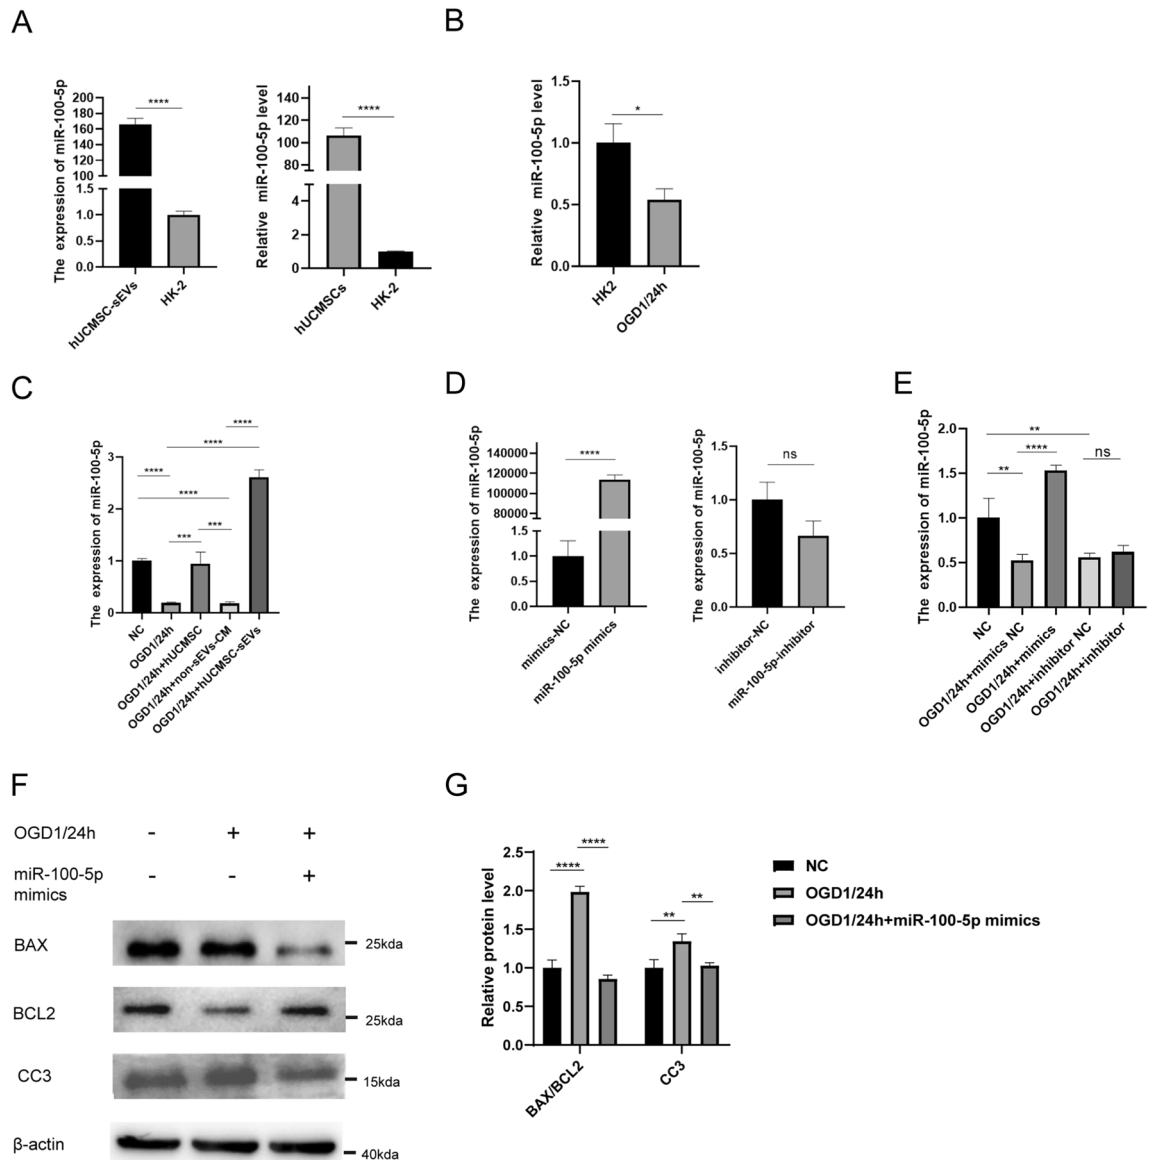 A
B
The expression of miR-100-5p
200
180
160
140
120
100
1.5
1.0
0.5
0.0
****
hUCMSC-sEVs
HK-2
Relative miR-100-5p level
140
120
100
80
4
2
0
****
hUCMSCs
HK-2
Relative miR-100-5p level
1.5
1.0
0.5
0.0
*
HK2
OGD1/24h
C
D
E
The expression of miR-100-5p
3
2
1
0
****
****
****
****
***
***
NC
OGD1/24h
OGD1/24h+hUCMSC
OGD1/24h+non-sEVs-CM
OGD1/24h+hUCMSC-sEVs
The expression of miR-100-5p
140000
120000
100000
80000
1.5
1.0
0.5
0.0
****
mimics-NC
miR-100-5p mimics
The expression of miR-100-5p
1.5
1.0
0.5
0.0
ns
inhibitor-NC
miR-100-5p-inhibitor
The expression of miR-100-5p
2.0
1.5
1.0
0.5
0.0
**
****
**
ns
NC
OGD1/24h+mimics NC
OGD1/24h+mimics
OGD1/24h+inhibitor NC
OGD1/24h+inhibitor
F
G
OGD1/24h - + +
miR-100-5p - - +
mimics
BAX 25kda
BCL2 25kda
CC3 15kda
β-actin 40kda
Relative protein level
2.5
2.0
1.5
1.0
0.5
0.0
****
****
**
**
BAX/BCL2
CC3
NC
OGD1/24h
OGD1/24h+miR-100-5p mimics